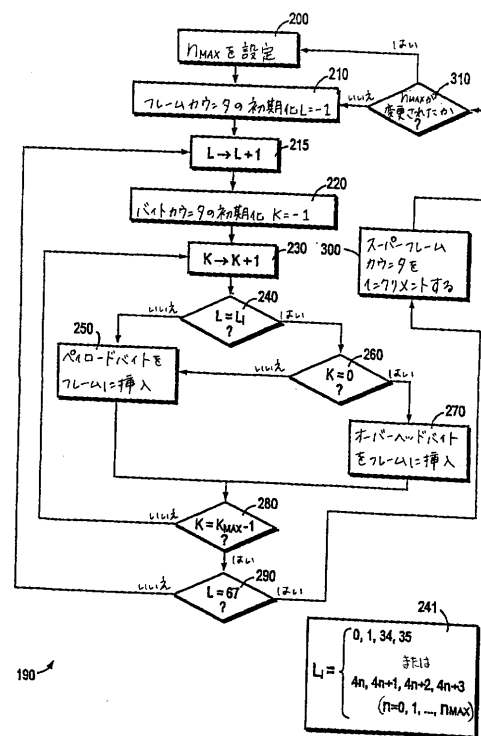 200
nMAXを設定
はい
210
フレームカウンタの初期化L=-1
いいえ
310
nMAXが
変更されたか
?
215
L→L+1
220
バイトカウンタの初期化 K=-1
230
K→K+1
300
スーパーフレーム
カウンタを
インクリメントする
240
L=Li
?
いいえ
はい
250
ペイロードバイトを
フレームに挿入
いいえ
260
K=0
?
はい
270
オーバーヘッドバイト
をフレームに挿入
280
いいえ
K=KMAX-1
?
はい
290
いいえ
L=67
?
はい
241
Li=
0, 1, 34, 35
または
4n, 4n+1, 4n+2, 4n+3
(n=0, 1, ..., nMAX)
190